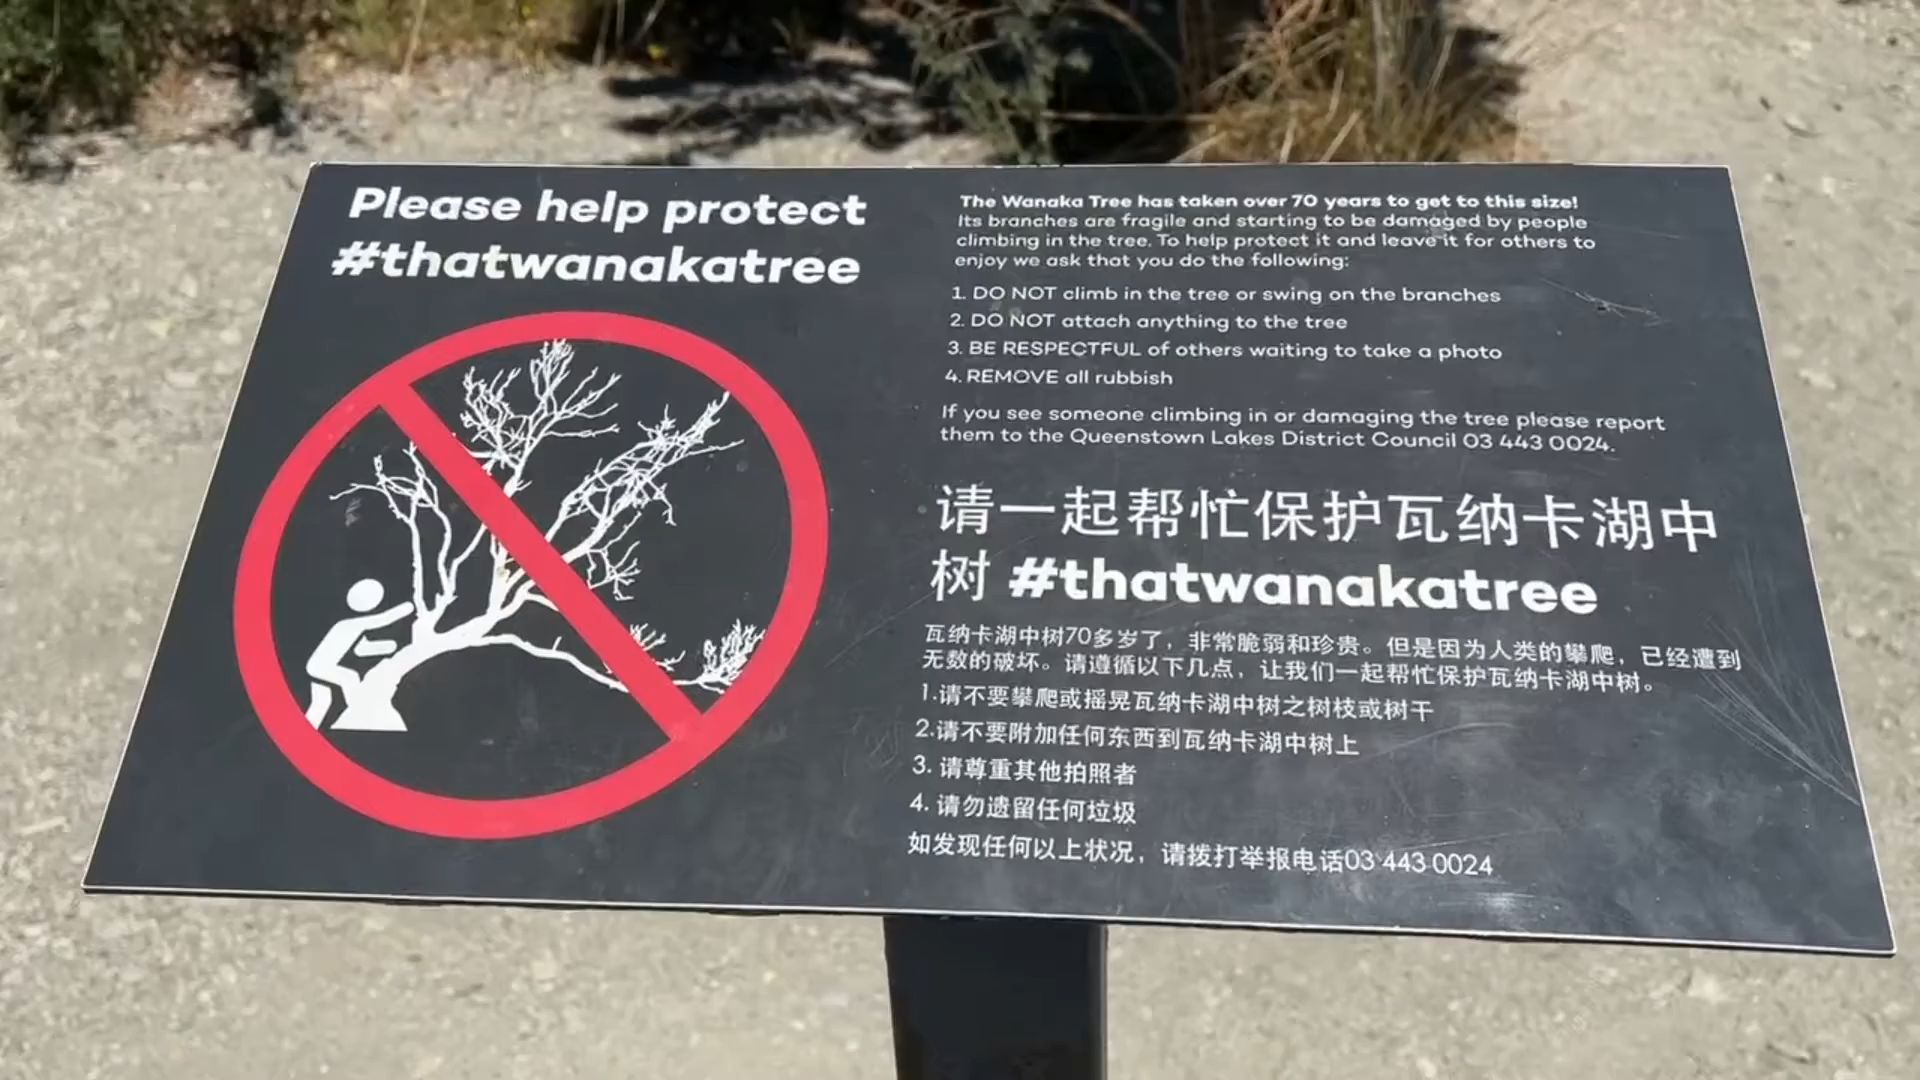 Please help protect
#thatwanakatree
The Wanaka Tree has taken over 70 years to get to this size!
Its branches are fragile and starting to be damaged by people
climbing in the tree. To help protect it and leave it for others to
enjoy we ask that you do the following:
1. DO NOT climb in the tree or swing on the branches
2. DO NOT attach anything to the tree
3. BE RESPECTFUL of others waiting to take a photo
4. REMOVE all rubbish
If you see someone climbing in or damaging the tree please report
them to the Queenstown Lakes District Council 03 443 0024.
请一起帮忙保护瓦纳卡湖中
树 #thatwanakatree
瓦纳卡湖中树70多岁了，非常脆弱和珍贵。但是因为人类的攀爬，已经遭到
无数的破坏。请遵循以下几点，让我们一起帮忙保护瓦纳卡湖中树。
1.请不要攀爬或摇晃瓦纳卡湖中树之树枝或树干
2.请不要附加任何东西到瓦纳卡湖中树上
3. 请尊重其他拍照者
4. 请勿遗留任何垃圾
如发现任何以上状况，请拨打举报电话03 443 0024